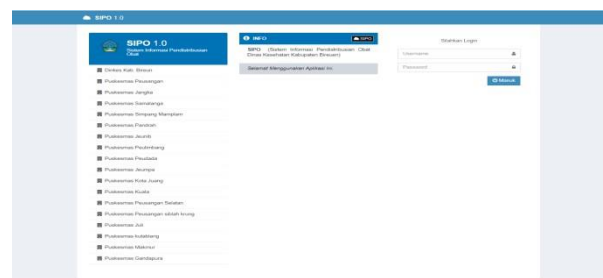 SIPO 1.0
SIPO 1.0
Sistem Informasi Pendistribusian
Obat
Dinkes Kab. Bireun
Puskesmas Peusangan
Puskesmas Jangka
Puskesmas Samalanga
Puskesmas Simpang Mamplam
Puskesmas Pandrah
Puskesmas Jeunib
Puskesmas Peulimbang
Puskesmas Peudada
Puskesmas Jeumpa
Puskesmas Kota Juang
Puskesmas Kuala
Puskesmas Peusangan Selatan
Puskesmas Peusangan siblah krung
Puskesmas Juli
Puskesmas kutablang
Puskesmas Makmur
Puskesmas Gandapura
INFO
SIPO
SIPO (Sistem Informasi Pendistribusian Obat
Dinas Kesehatan Kabupaten Bireuen)
Selamat Menggunakan Aplikasi Ini
Silahkan Login
Username
Password
Masuk